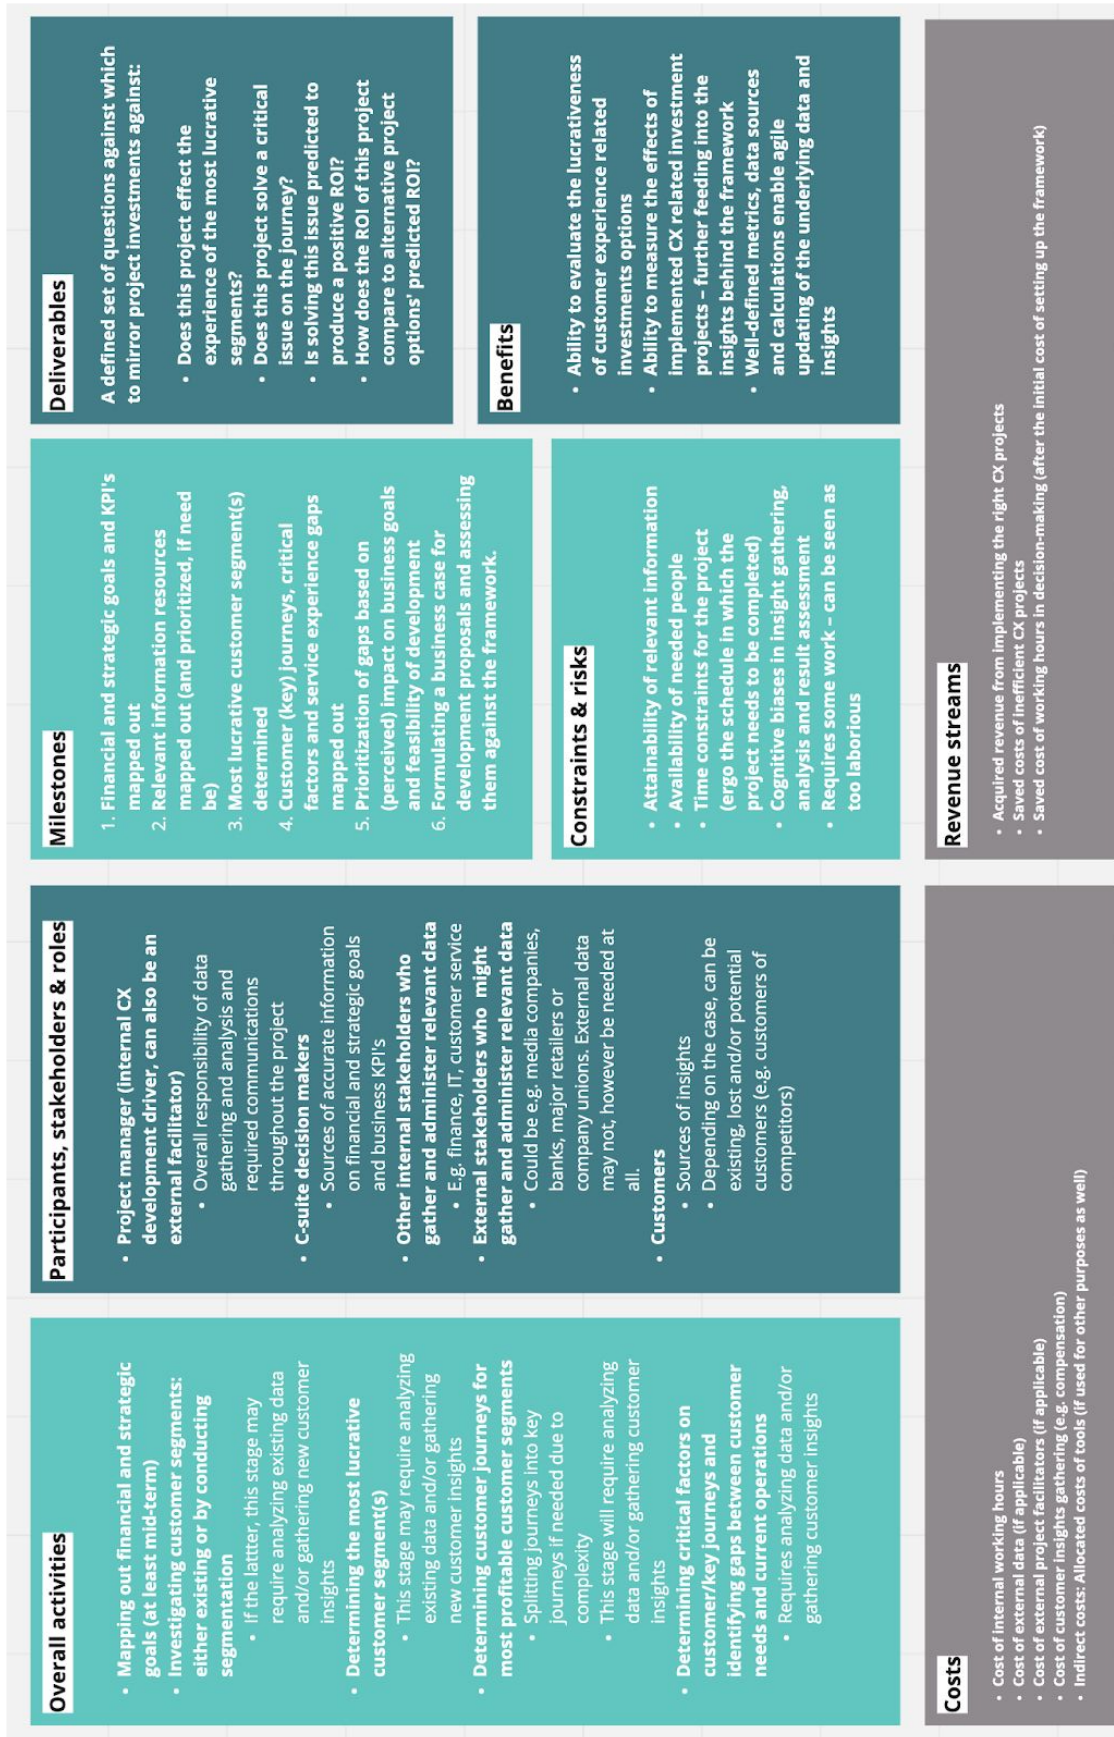 Overall activities
• Mapping out financial and strategic
goals (at least mid-term)
• Investigating customer segments:
either existing or by conducting
segmentation
• If the lattter, this stage may
require analyzing existing data
and/or gathering new customer
insights
• Determining the most lucrative
customer segment(s)
• This stage may require analyzing
existing data and/or gathering
new customer insights
• Determining customer journeys for
most profitable customer segments
• Splitting journeys into key
journeys if needed due to
complexity
• This stage will require analyzing
data and/or gathering customer
insights
• Determining critical factors on
customer/key journeys and
identifying gaps between customer
needs and current operations
• Requires analyzing data and/or
gathering customer insights
Participants, stakeholders & roles
• Project manager (internal CX
development driver, can also be an
external facilitator)
• Overall responsibility of data
gathering and analysis and
required communications
throughout the project
• C-suite decision makers
• Sources of accurate information
on financial and strategic goals
and business KPI's
• Other internal stakeholders who
gather and administer relevant data
• E.g. finance, IT, customer service
• External stakeholders who might
gather and administer relevant data
• Could be e.g. media companies,
banks, major retailers or
company unions. External data
may not, however be needed at
all.
• Customers
• Sources of insights
• Depending on the case, can be
existing, lost and/or potential
customers (e.g. customers of
competitors)
Milestones
1. Financial and strategic goals and KPI's
mapped out
2. Relevant information resources
mapped out (and prioritized, if need
be)
3. Most lucrative customer segment(s)
determined
4. Customer (key) journeys, critical
factors and service experience gaps
mapped out
5. Prioritization of gaps based on
(perceived) impact on business goals
and feasibility of development
6. Formulating a business case for
development proposals and assessing
them against the framework.
Constraints & risks
• Attainability of relevant information
• Availability of needed people
• Time constraints for the project
(ergo the schedule in which the
project needs to be completed)
• Cognitive biases in insight gathering,
analysis and result assessment
• Requires some work – can be seen as
too laborious
Deliverables
A defined set of questions against which
to mirror project investments against:
• Does this project effect the
experience of the most lucrative
segments?
• Does this project solve a critical
issue on the journey?
• Is solving this issue predicted to
produce a positive ROI?
• How does the ROI of this project
compare to alternative project
options' predicted ROI?
Benefits
• Ability to evaluate the lucrativeness
of customer experience related
investments options
• Ability to measure the effects of
implemented CX related investment
projects – further feeding into the
insights behind the framework
• Well-defined metrics, data sources
and calculations enable agile
updating of the underlying data and
insights
Costs
• Cost of internal working hours
• Cost of external data (if applicable)
• Cost of external project facilitators (if applicable)
• Cost of customer insights gathering (e.g. compensation)
• Indirect costs: Allocated costs of tools (if used for other purposes as well)
Revenue streams
• Acquired revenue from implementing the right CX projects
• Saved costs of inefficient CX projects
• Saved cost of working hours in decision-making (after the initial cost of setting up the framework)